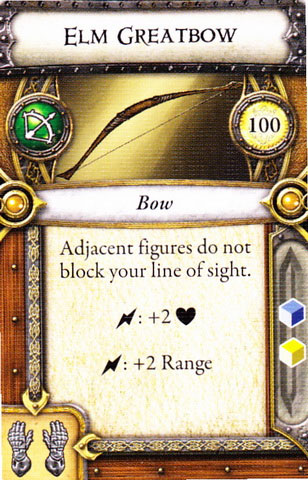 Elm Greatbow
100
Bow
Adjacent figures do not
block your line of sight.
: +2
: +2 Range